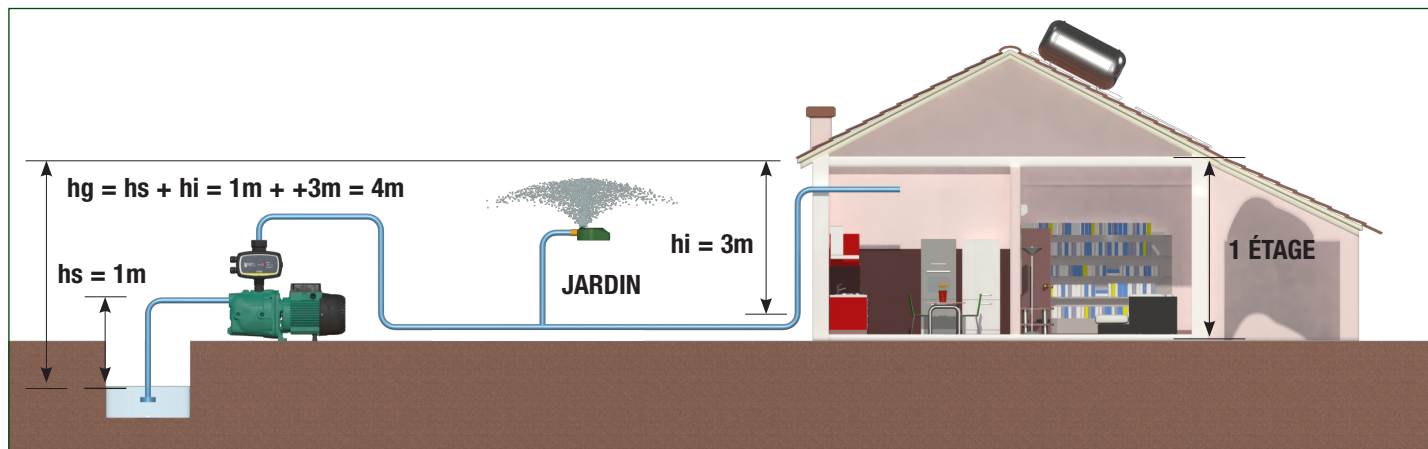 hg = hs + hi = 1m + +3m = 4m
hs = 1m
JARDIN
hi = 3m
1 ÉTAGE